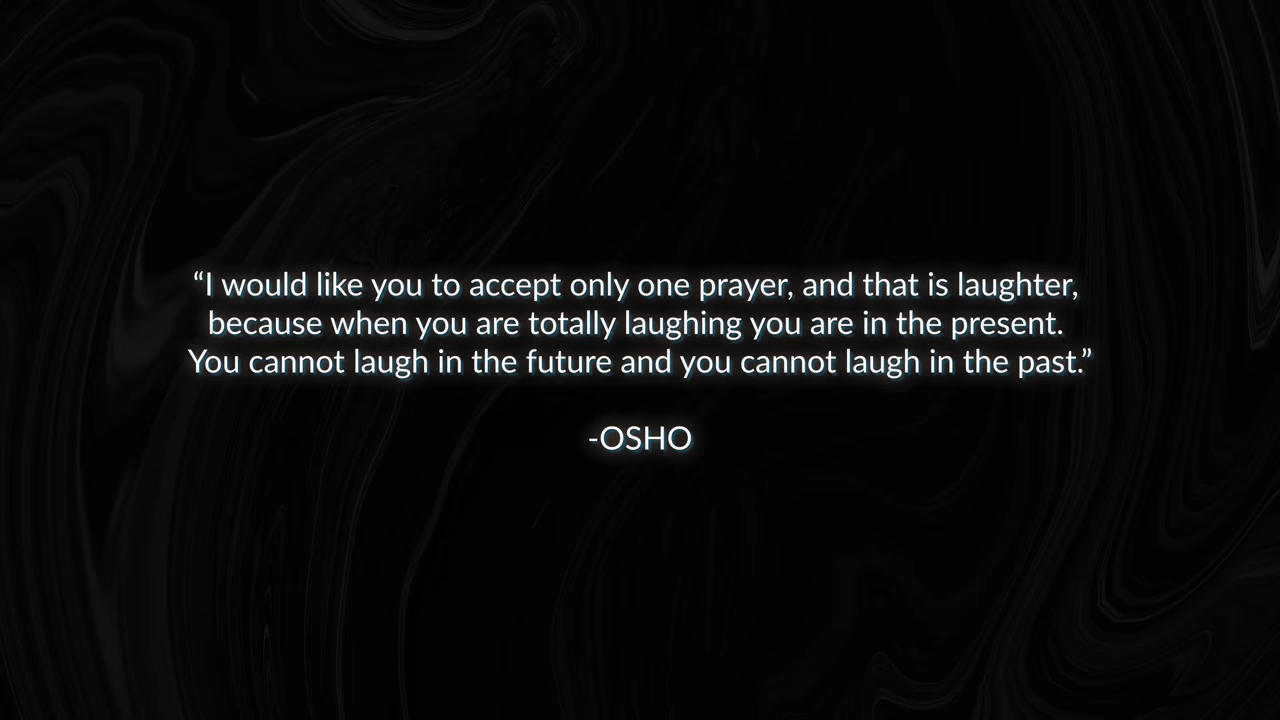 “I would like you to accept only one prayer, and that is laughter,
because when you are totally laughing you are in the present.
You cannot laugh in the future and you cannot laugh in the past.”
-OSHO